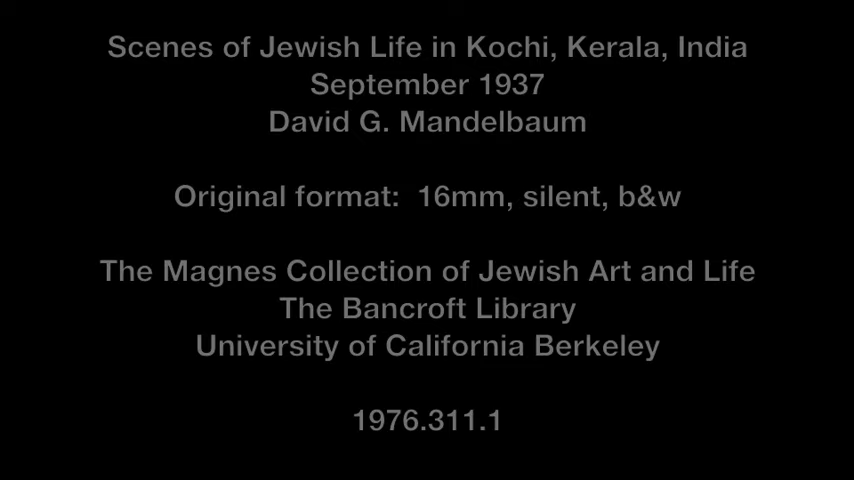 Scenes of Jewish Life in Kochi, Kerala, India
September 1937
David G. Mandelbaum
Original format:  16mm, silent, b&w
The Magnes Collection of Jewish Art and Life
The Bancroft Library
University of California Berkeley
1976.311.1